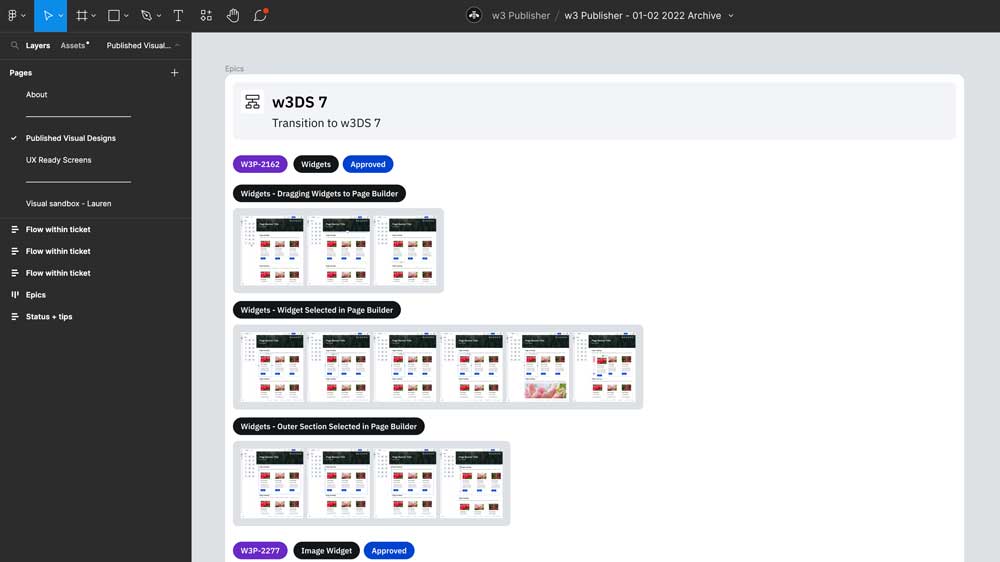 w3 Publisher / w3 Publisher - 01-02 2022 Archive
Layers Assets Published Visual...
Pages
About
Published Visual Designs
UX Ready Screens
Visual sandbox - Lauren
Flow within ticket
Flow within ticket
Flow within ticket
Epics
Status + tips
Epics
w3DS 7
Transition to w3DS 7
W3P-2162 Widgets Approved
Widgets - Dragging Widgets to Page Builder
Widgets - Widget Selected in Page Builder
Widgets - Outer Section Selected in Page Builder
W3P-2277 Image Widget Approved